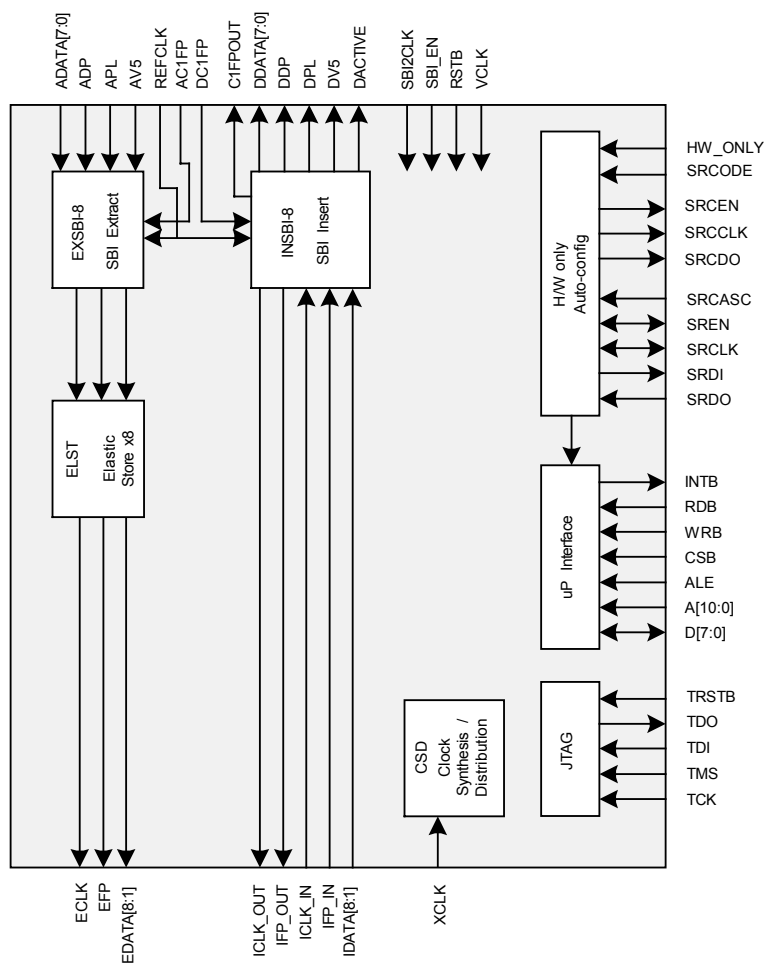 ADATA[7:0]
ADP
APL
AV5
REFCLK
AC1FP
DC1FP
C1FPOUT
DDATA[7:0]
DDP
DPL
DV5
DACTIVE
SBI2CLK
SBI_EN
RSTB
VCLK
EXSBI-8
SBI Extract
INSBI-8
SBI Insert
H/W only
Auto-config
HW_ONLY
SRCODE
SRCEN
SRCCLK
SRCDO
SRCASC
SREN
SRCLK
SRDI
SRDO
ELST
Elastic
Store x8
uP Interface
INTB
RDB
WRB
CSB
ALE
A[10:0]
D[7:0]
CSD
Clock
Synthesis /
Distribution
JTAG
TRSTB
TDO
TDI
TMS
TCK
ECLK
EFP
EDATA[8:1]
ICLK_OUT
IFP_OUT
ICLK_IN
IFP_IN
IDATA[8:1]
XCLK